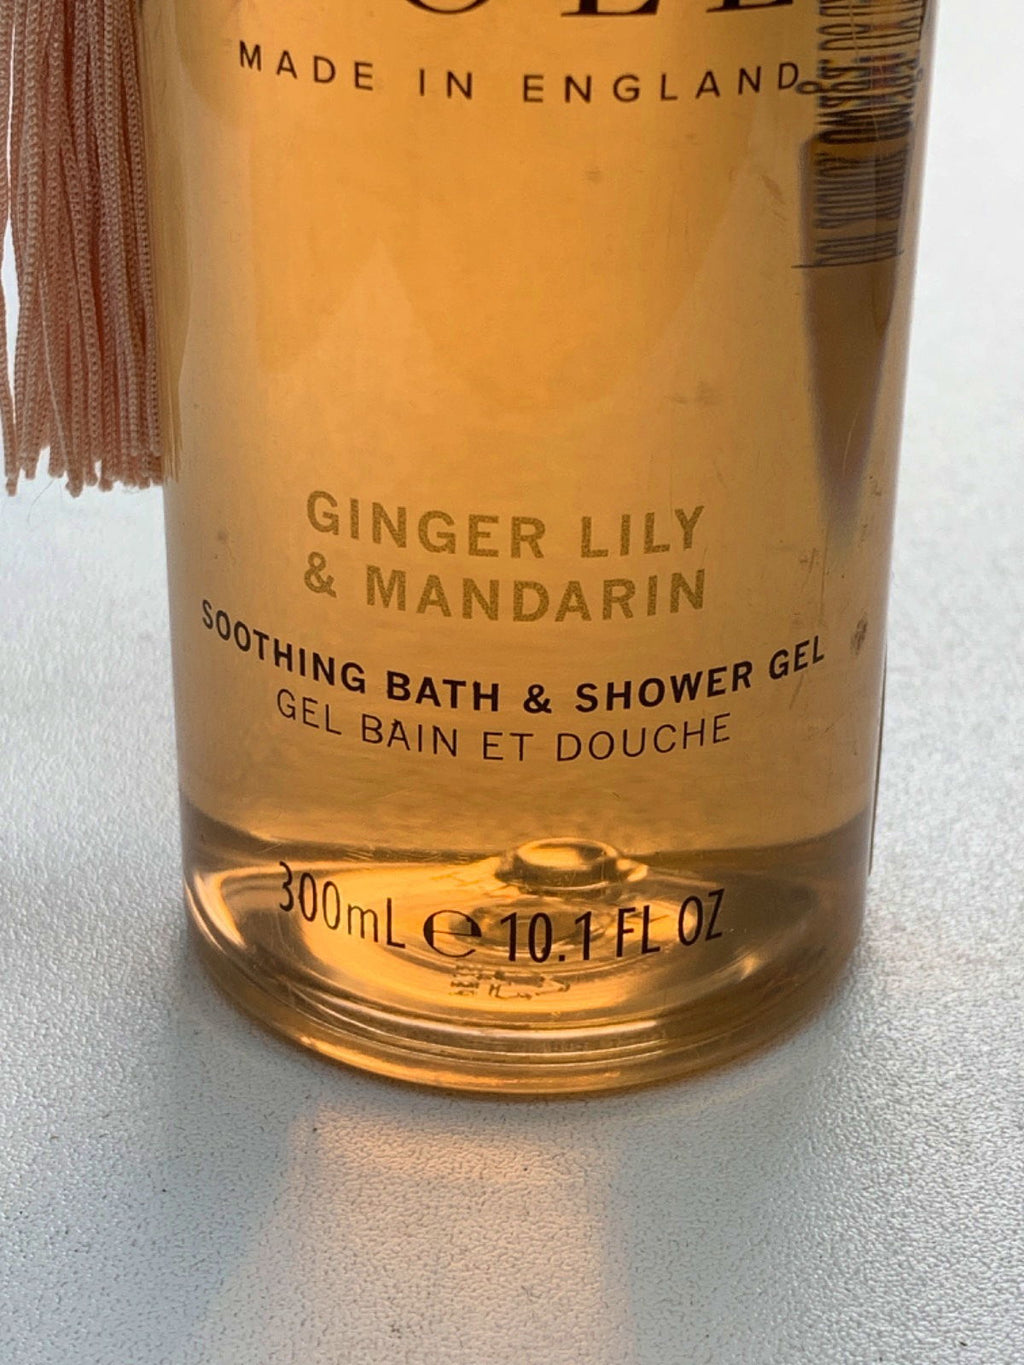 MADE IN ENGLAND
GINGER LILY
& MANDARIN
SOOTHING BATH & SHOWER GEL
GEL BAIN ET DOUCHE
300mL ℮ 10.1 FL OZ